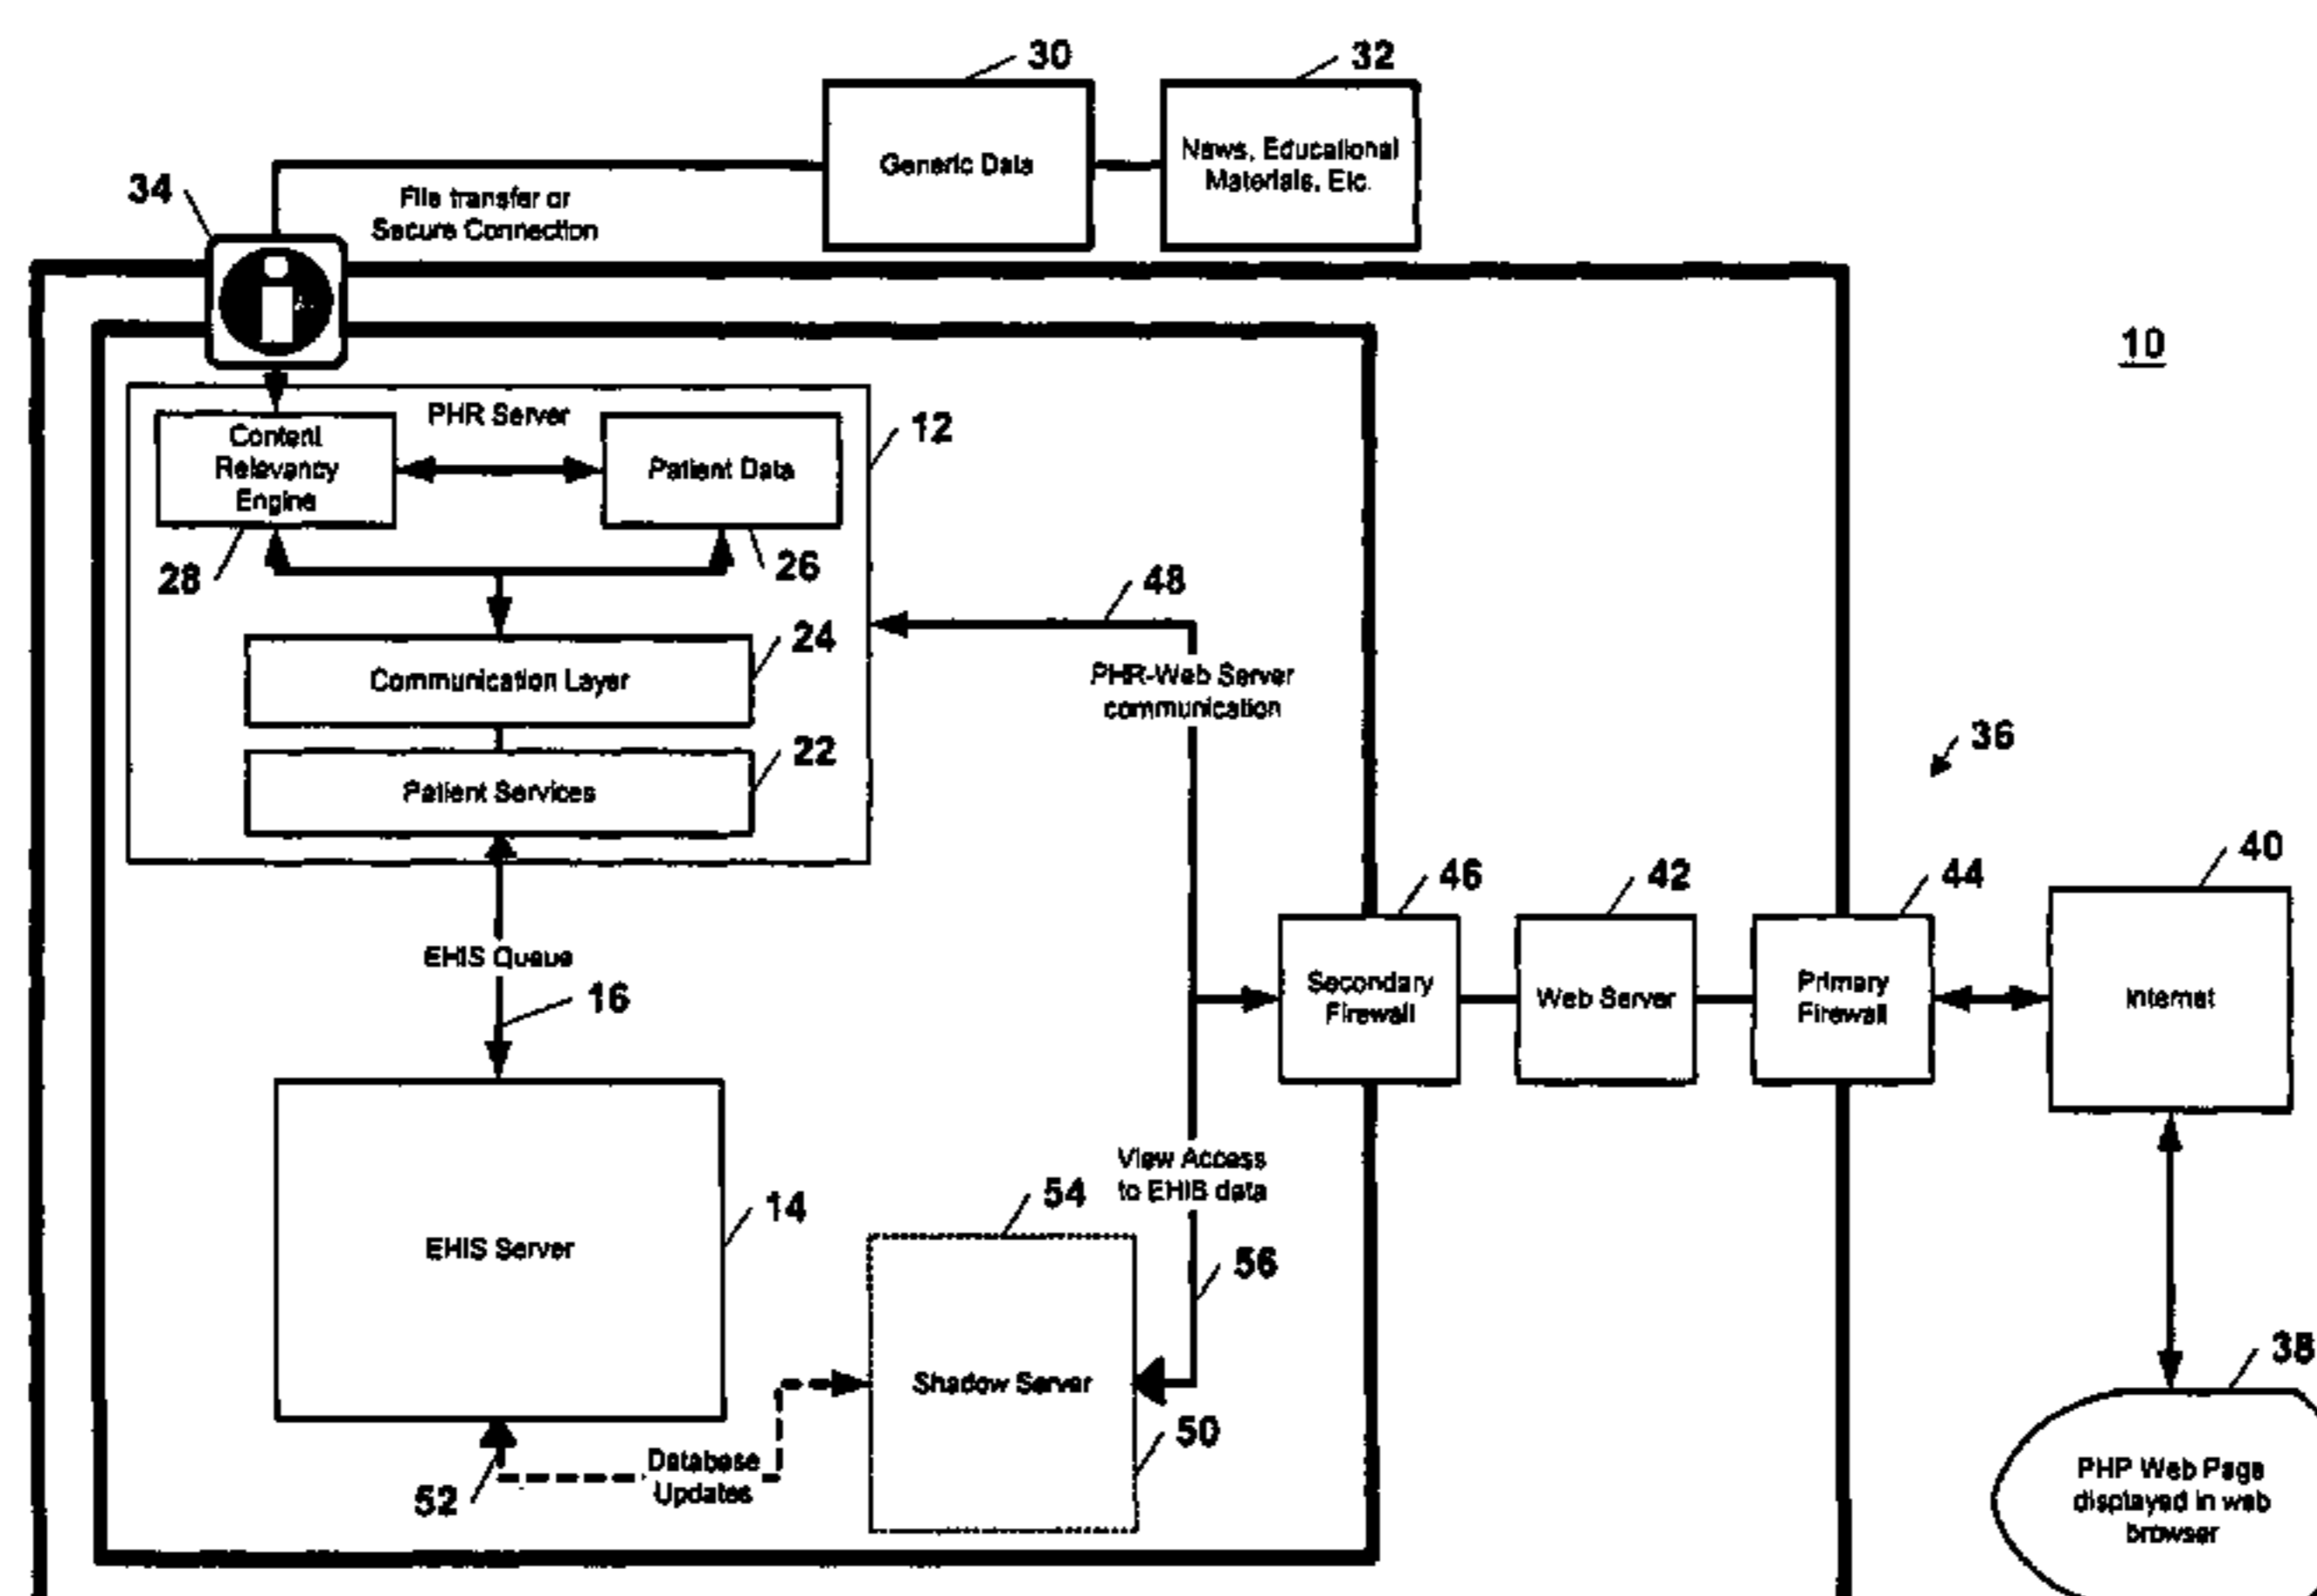 30
32
Generic Data
News, Educational
Materials, Etc.
34
File transfer or
Secure Connection
10
PHR Server
12
Content
Relevancy
Engine
Patient Data
28
26
48
24
Communication Layer
PHR-Web Server
communication
22
36
Patient Services
40
46
42
44
EHIS Queue
Secondary
Firewall
Web Server
Primary
Firewall
Internet
16
View Access
to EHIS data
54
14
EHIS Server
56
38
Shadow Server
50
Database
Updates
52
PHP Web Page
displayed in web
browser